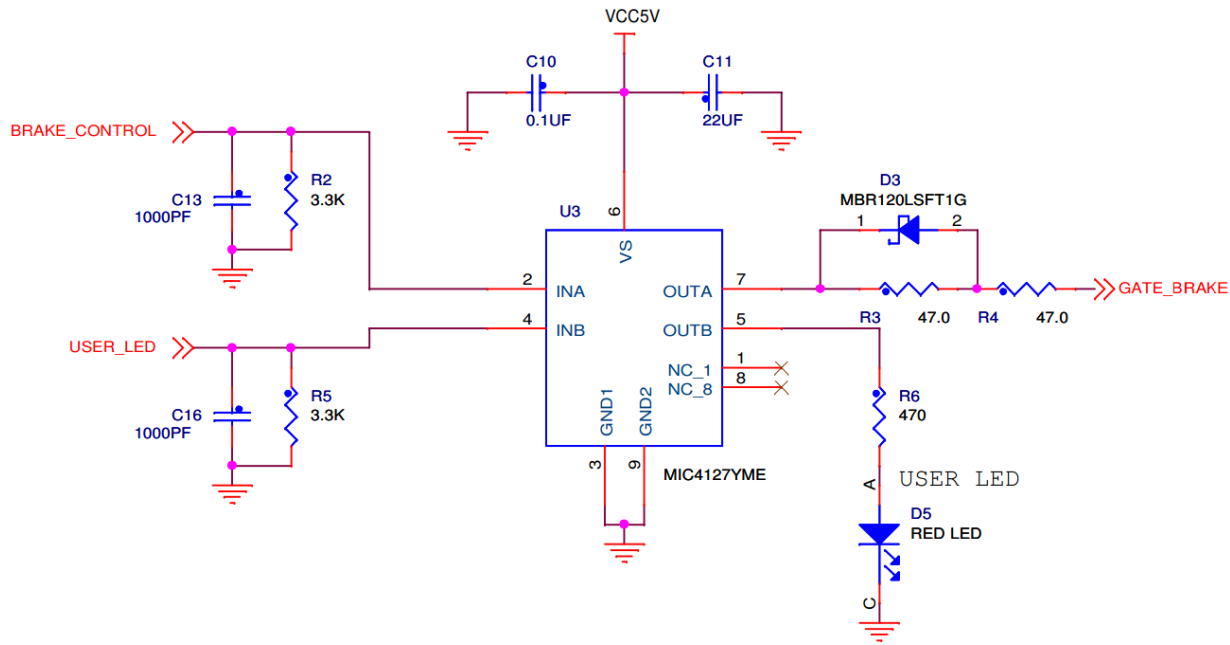 VCC5V
C10
0.1UF
C11
22UF
BRAKE_CONTROL
C13
1000PF
R2
3.3K
USER_LED
C16
1000PF
R5
3.3K
U3
6
VS
2
INA
4
INB
OUTA
7
OUTB
5
NC_1
1
NC_8
8
GND1
GND2
3
9
MIC4127YME
D3
MBR120LSFT1G
1
2
R3
47.0
R4
47.0
GATE_BRAKE
R6
470
A
USER LED
D5
RED LED
C